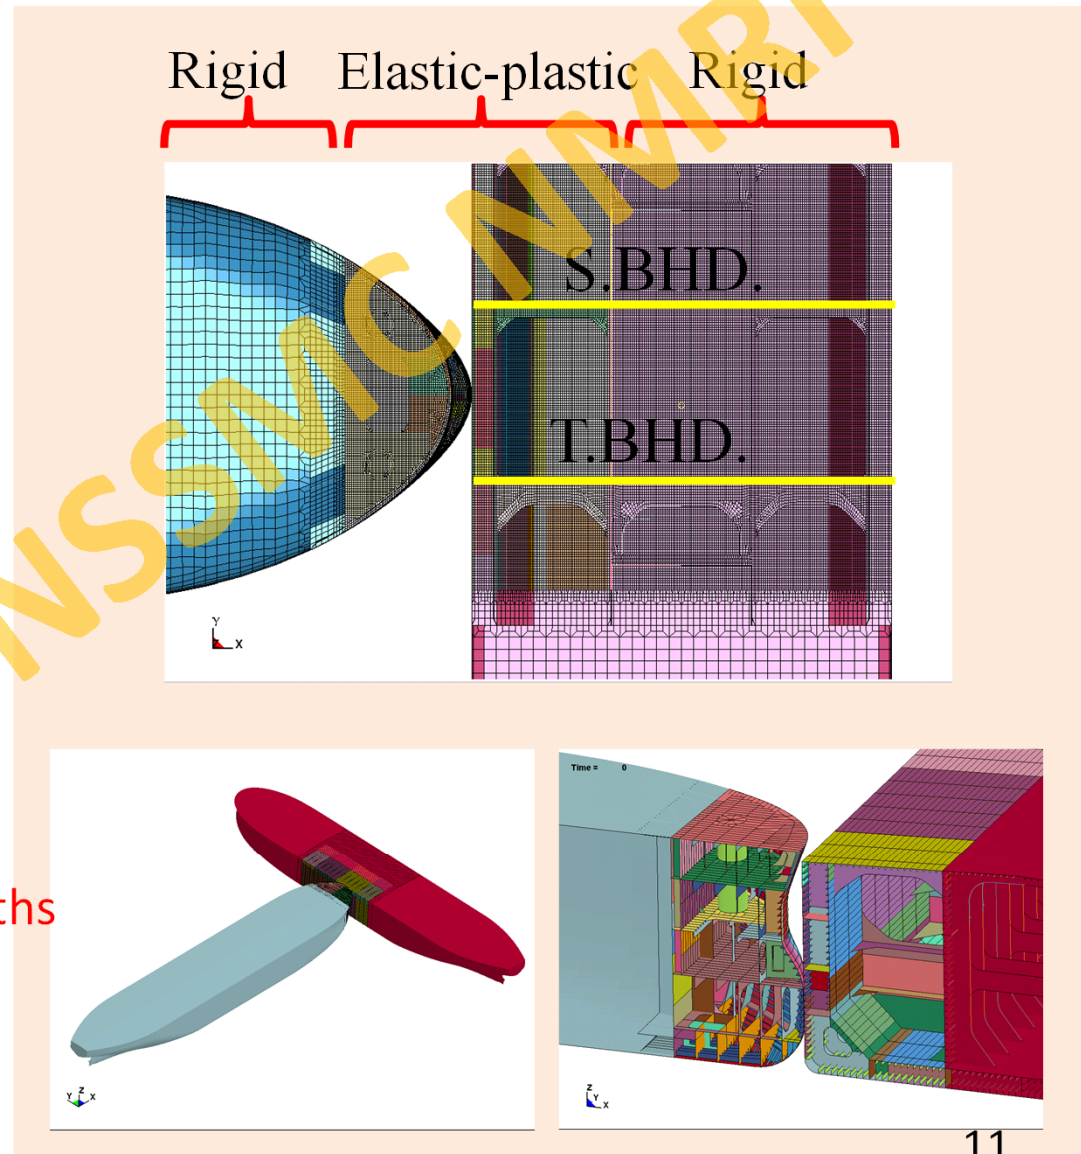 Rigid Elastic-plastic Rigid
NSSMC NMRI
S.BHD.
T.BHD.
Y
X
Time = 0
ths
Y Z X
Z
Y X
11